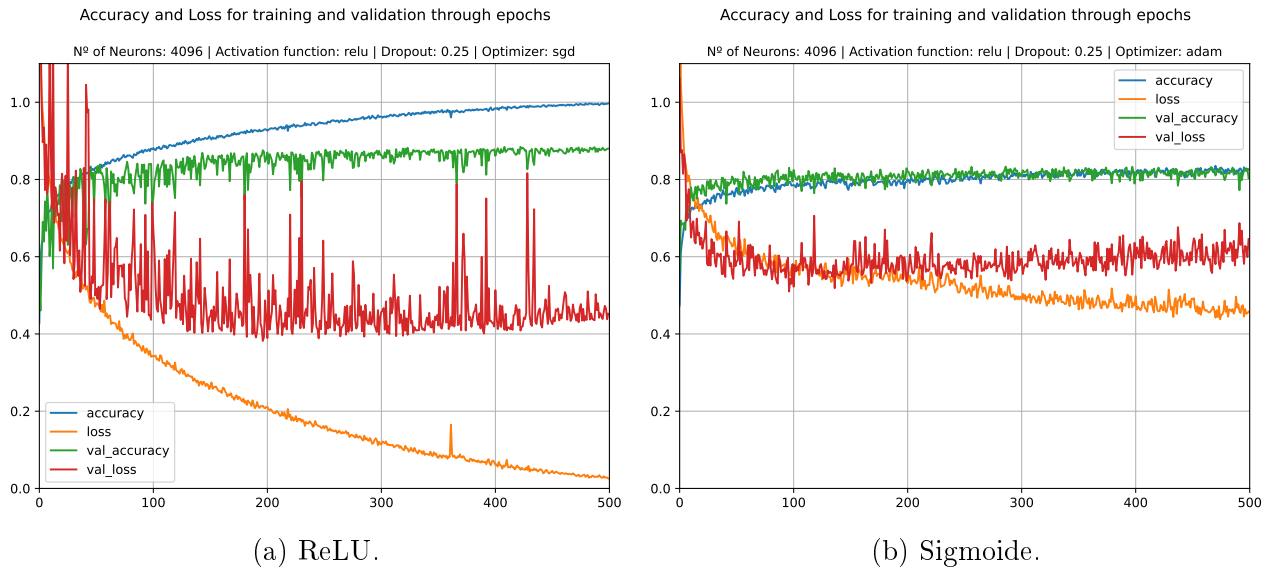 Accuracy and Loss for training and validation through epochs
Nº of Neurons: 4096 | Activation function: relu | Dropout: 0.25 | Optimizer: sgd
1.0
0.8
0.6
0.4
0.2
0.0
accuracy
loss
val_accuracy
val_loss
0 100 200 300 400 500
(a) ReLU.
Accuracy and Loss for training and validation through epochs
Nº of Neurons: 4096 | Activation function: relu | Dropout: 0.25 | Optimizer: adam
accuracy
loss
val_accuracy
val_loss
1.0
0.8
0.6
0.4
0.2
0.0
0 100 200 300 400 500
(b) Sigmoide.